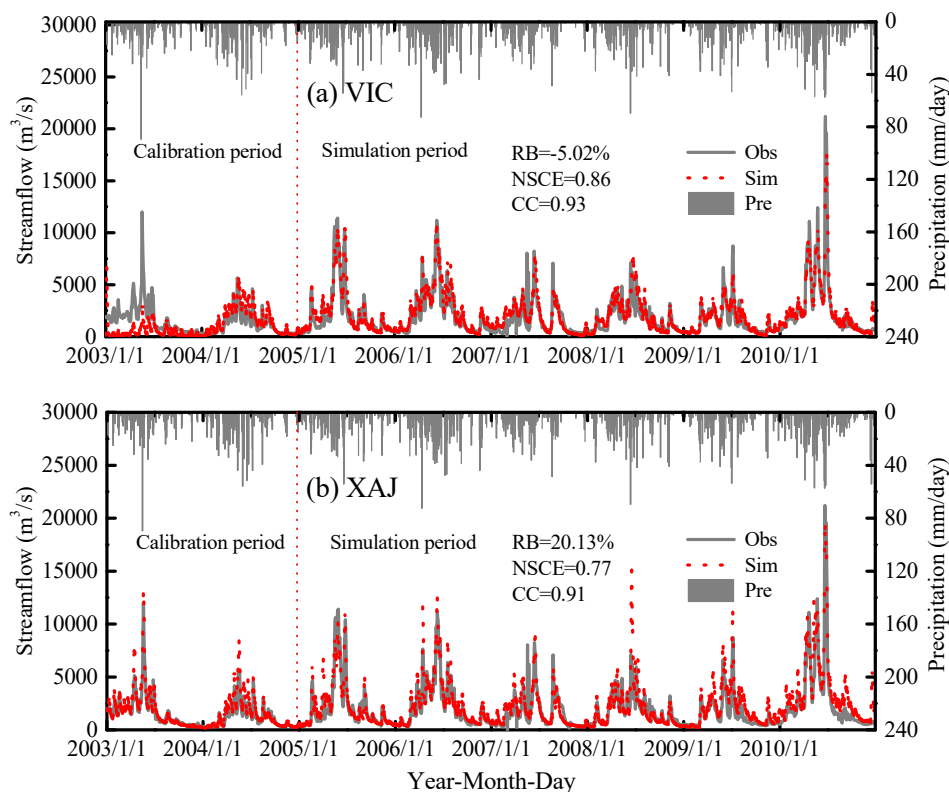 30000
25000
20000
15000
10000
5000
0
Streamflow (m³/s)
(a) VIC
Calibration period
Simulation period
RB=-5.02%
NSCE=0.86
CC=0.93
Obs
Sim
Pre
0
40
80
120
160
200
240
Precipitation (mm/day)
2003/1/1 2004/1/1 2005/1/1 2006/1/1 2007/1/1 2008/1/1 2009/1/1 2010/1/1
30000
25000
20000
15000
10000
5000
0
Streamflow (m³/s)
(b) XAJ
Calibration period
Simulation period
RB=20.13%
NSCE=0.77
CC=0.91
Obs
Sim
Pre
0
40
80
120
160
200
240
Precipitation (mm/day)
2003/1/1 2004/1/1 2005/1/1 2006/1/1 2007/1/1 2008/1/1 2009/1/1 2010/1/1
Year-Month-Day